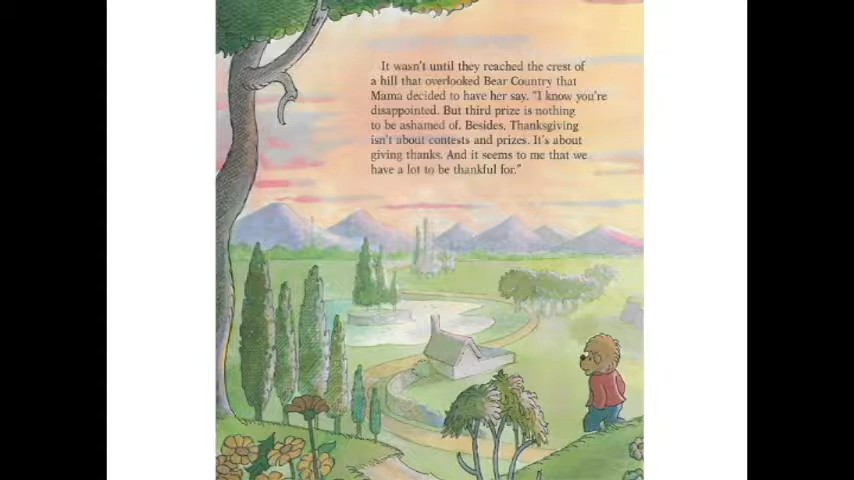 It wasn't until they reached the crest of
a hill that overlooked Bear Country that
Mama decided to have her say. "I know you're
disappointed. But third prize is nothing
to be ashamed of. Besides, Thanksgiving
isn't about contests and prizes. It's about
giving thanks. And it seems to me that we
have a lot to be thankful for."